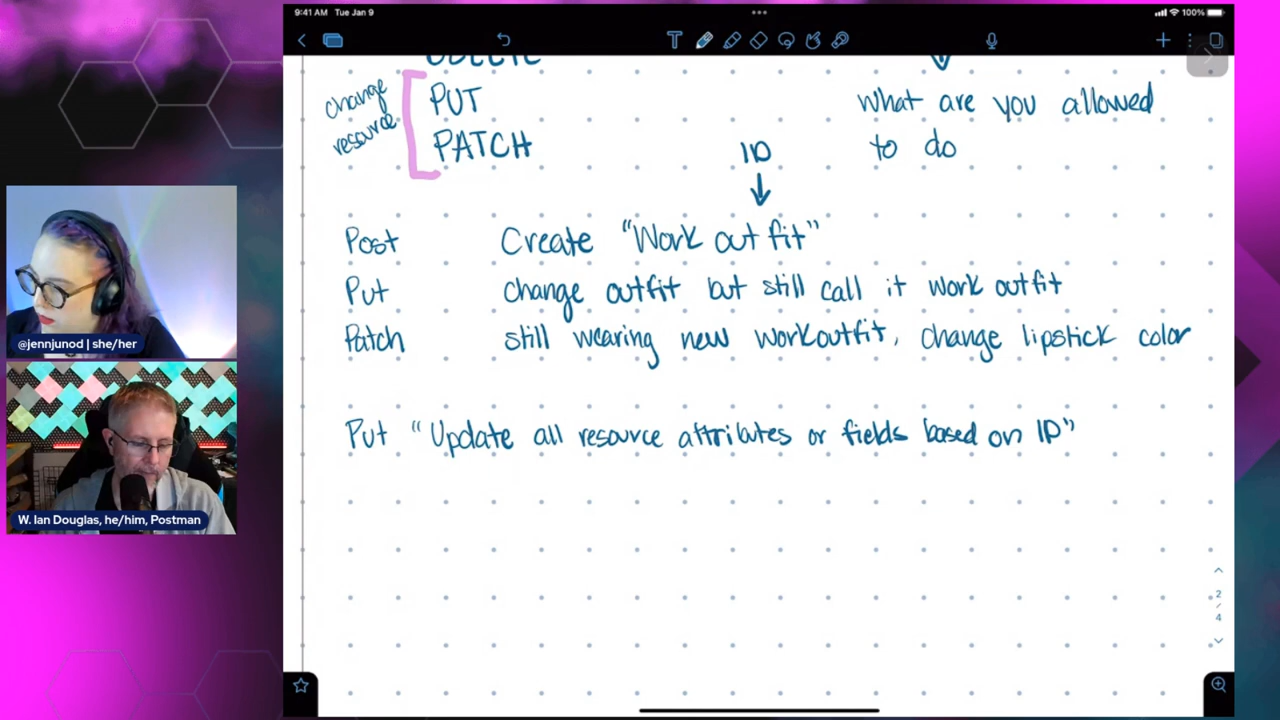 9:41 AM Tue Jan 9
100%
DELETE
change
resource
PUT
PATCH
what are you allowed
to do
ID
Post Create "Work out fit"
Put change outfit but still call it work outfit
Patch still wearing new workoutfit, change lipstick color
Put "Update all resource attributes or fields based on ID"
@jennjunod | she/her
W. Ian Douglas, he/him, Postman
2
/
4